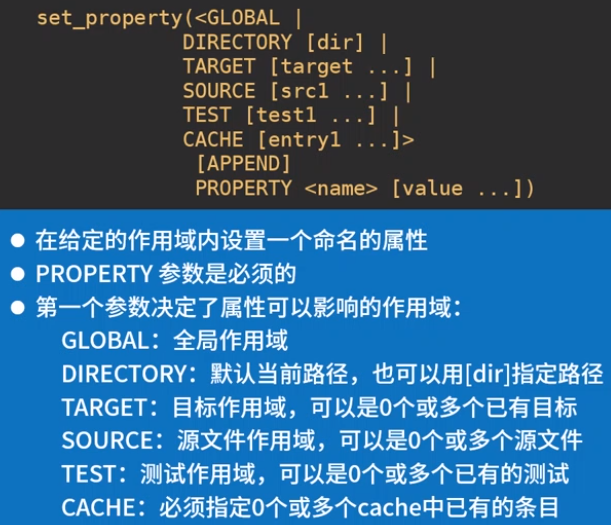 set_property(<GLOBAL |
DIRECTORY [dir] |
TARGET [target ...] |
SOURCE [src1 ...] |
TEST [test1 ...] |
CACHE [entry1 ...]>
[APPEND]
PROPERTY <name> [value ...])
● 在给定的作用域内设置一个命名的属性
● PROPERTY 参数是必须的
● 第一个参数决定了属性可以影响的作用域：
GLOBAL：全局作用域
DIRECTORY：默认当前路径，也可以用[dir]指定路径
TARGET：目标作用域，可以是0个或多个已有目标
SOURCE：源文件作用域，可以是0个或多个源文件
TEST：测试作用域，可以是0个或多个已有的测试
CACHE：必须指定0个或多个cache中已有的条目